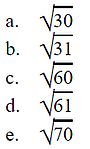 a. √30
b. √31
c. √60
d. √61
e. √70